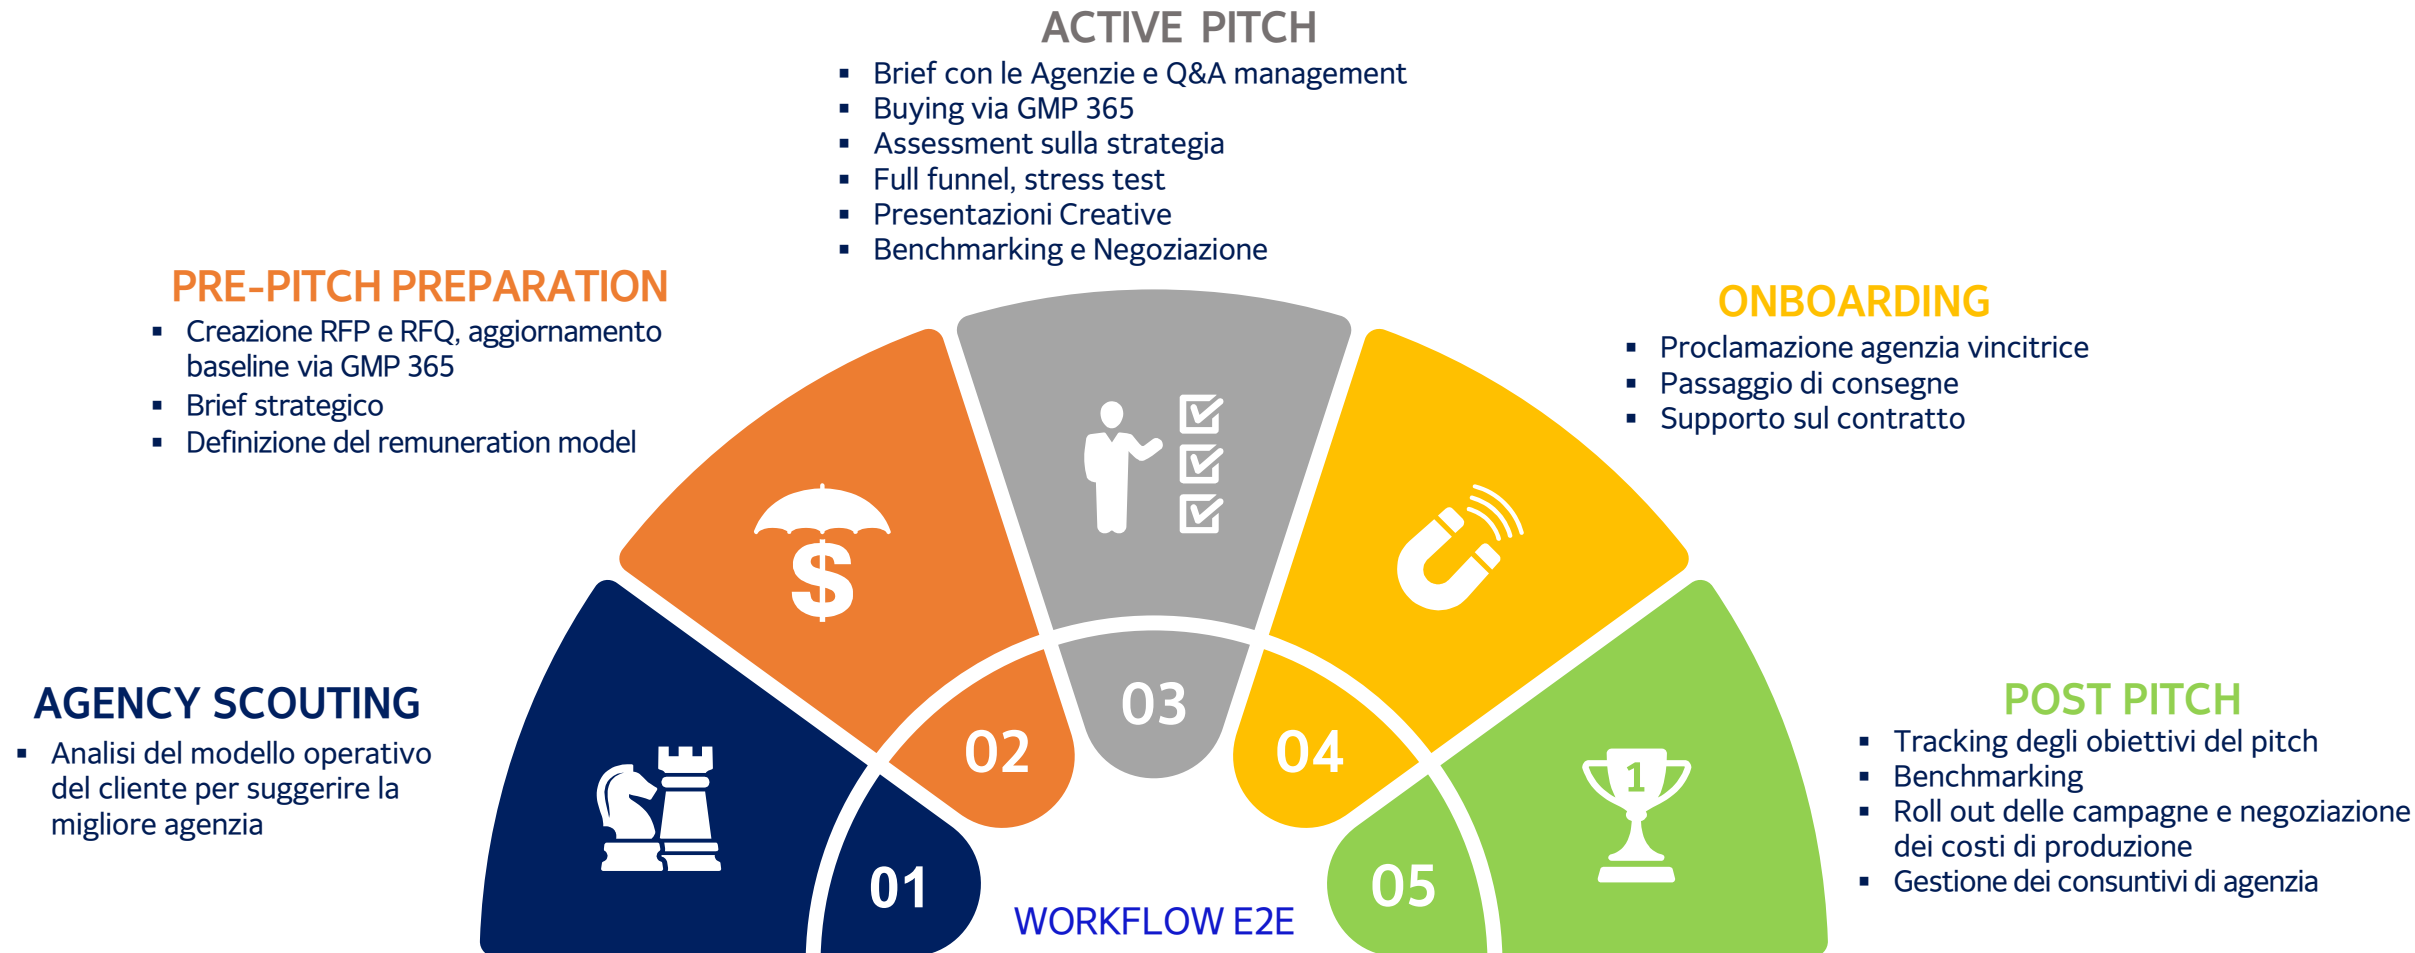 ACTIVE PITCH
▪ Brief con le Agenzie e Q&A management
▪ Buying via GMP 365
▪ Assessment sulla strategia
▪ Full funnel, stress test
▪ Presentazioni Creative
▪ Benchmarking e Negoziazione
PRE-PITCH PREPARATION
▪ Creazione RFP e RFQ, aggiornamento
baseline via GMP 365
▪ Brief strategico
▪ Definizione del remuneration model
ONBOARDING
▪ Proclamazione agenzia vincitrice
▪ Passaggio di consegne
▪ Supporto sul contratto
AGENCY SCOUTING
▪ Analisi del modello operativo
del cliente per suggerire la
migliore agenzia
POST PITCH
▪ Tracking degli obiettivi del pitch
▪ Benchmarking
▪ Roll out delle campagne e negoziazione
dei costi di produzione
▪ Gestione dei consuntivi di agenzia
$
1
01
02
03
04
05
WORKFLOW E2E